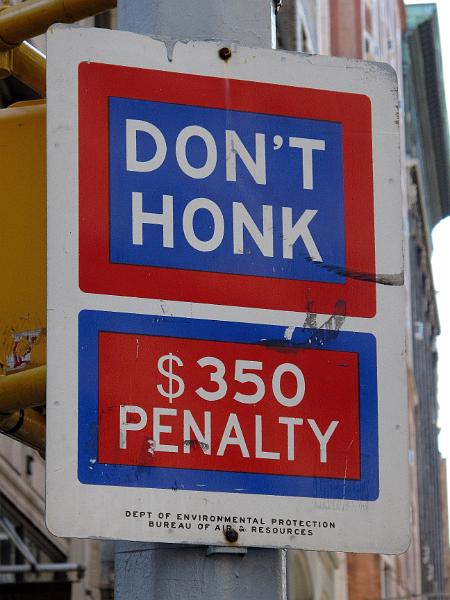 DON'T
HONK
$350
PENALTY
DEPT OF ENVIRONMENTAL PROTECTION
BUREAU OF AIR & RESOURCES